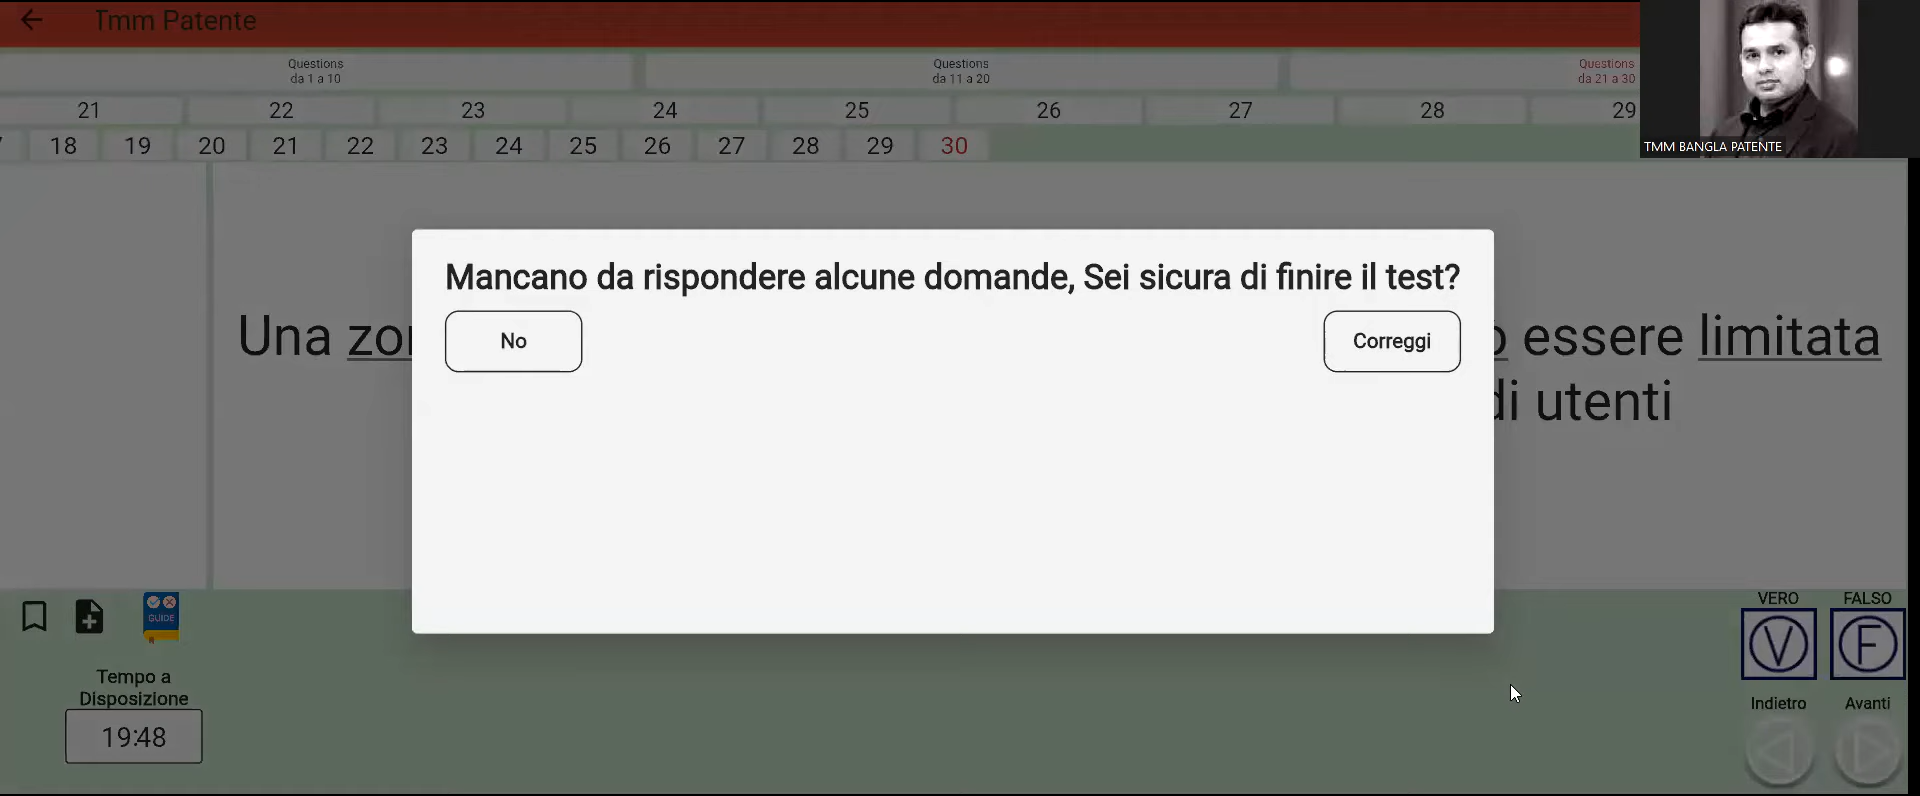 Tmm Patente
Questions
da 1 a 10
Questions
da 11 a 20
Questions
da 21 a 30
21 22 23 24 25 26 27 28 29
18 19 20 21 22 23 24 25 26 27 28 29 30
TMM BANGLA PATENTE
Mancano da rispondere alcune domande, Sei sicura di finire il test?
No Correggi
Una essere limitata
di utenti
GUIDE
VERO FALSO
V F
Tempo a
Disposizione
19:48
Indietro Avanti